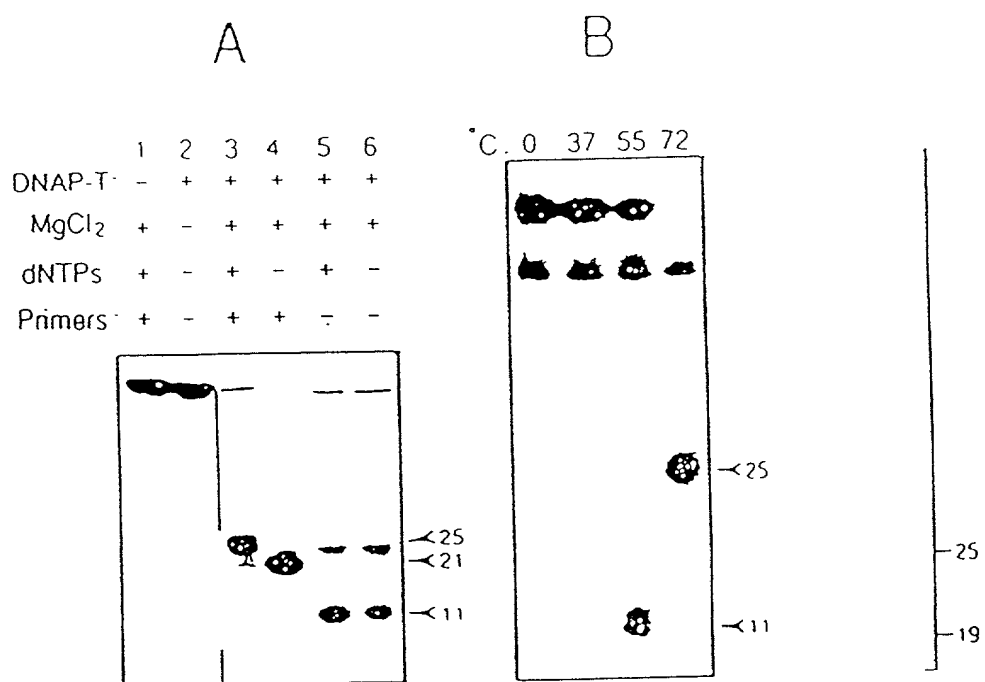 A
B
1 2 3 4 5 6
DNAP-T - + + + + +
MgCl2 + - + + + +
dNTPs + - + - + -
Primers + - + + - -
25
21
11
°C. 0 37 55 72
25
11
25
19